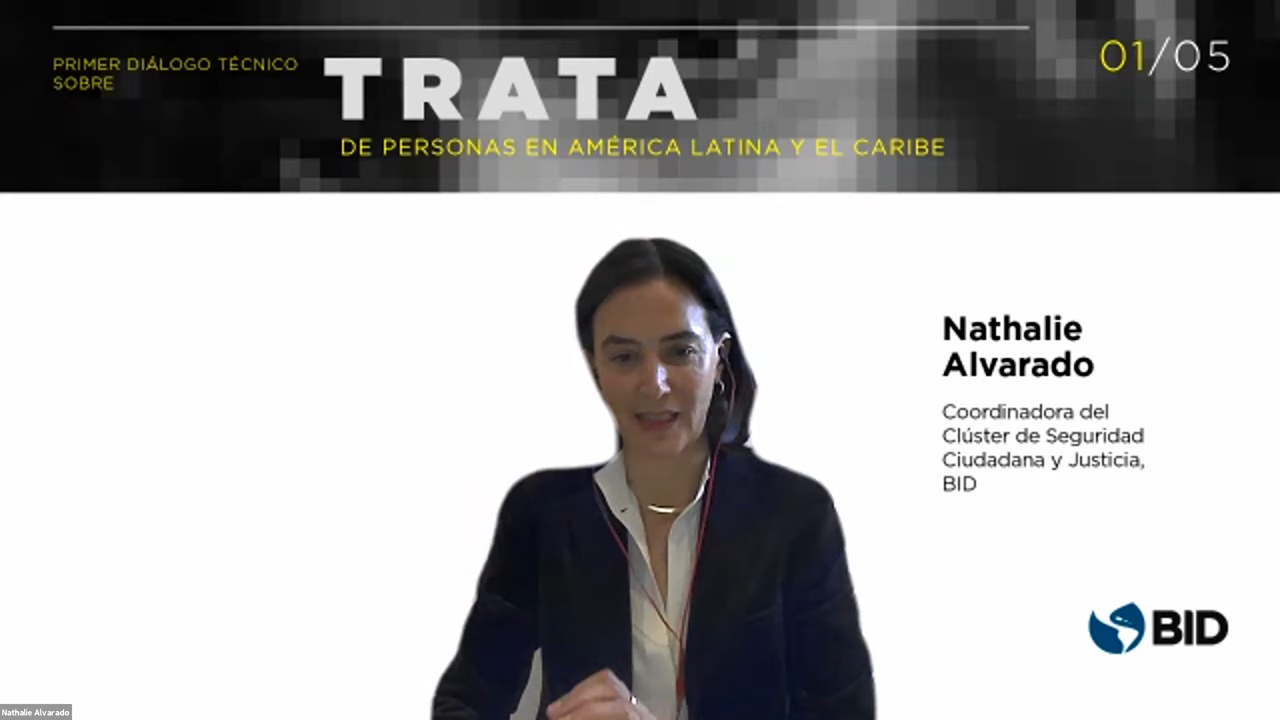 PRIMER DIÁLOGO TÉCNICO
SOBRE
TRATA
DE PERSONAS EN AMÉRICA LATINA Y EL CARIBE
01/05
Nathalie
Alvarado
Coordinadora del
Clúster de Seguridad
Ciudadana y Justicia,
BID
BID
Nathalie Alvarado